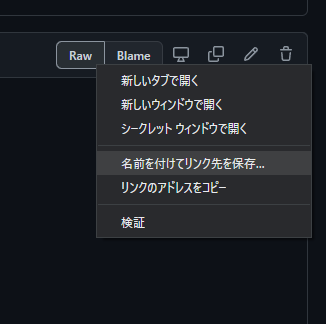 Raw Blame
新しいタブで開く
新しいウィンドウで開く
シークレット ウィンドウで開く
名前を付けてリンク先を保存...
リンクのアドレスをコピー
検証